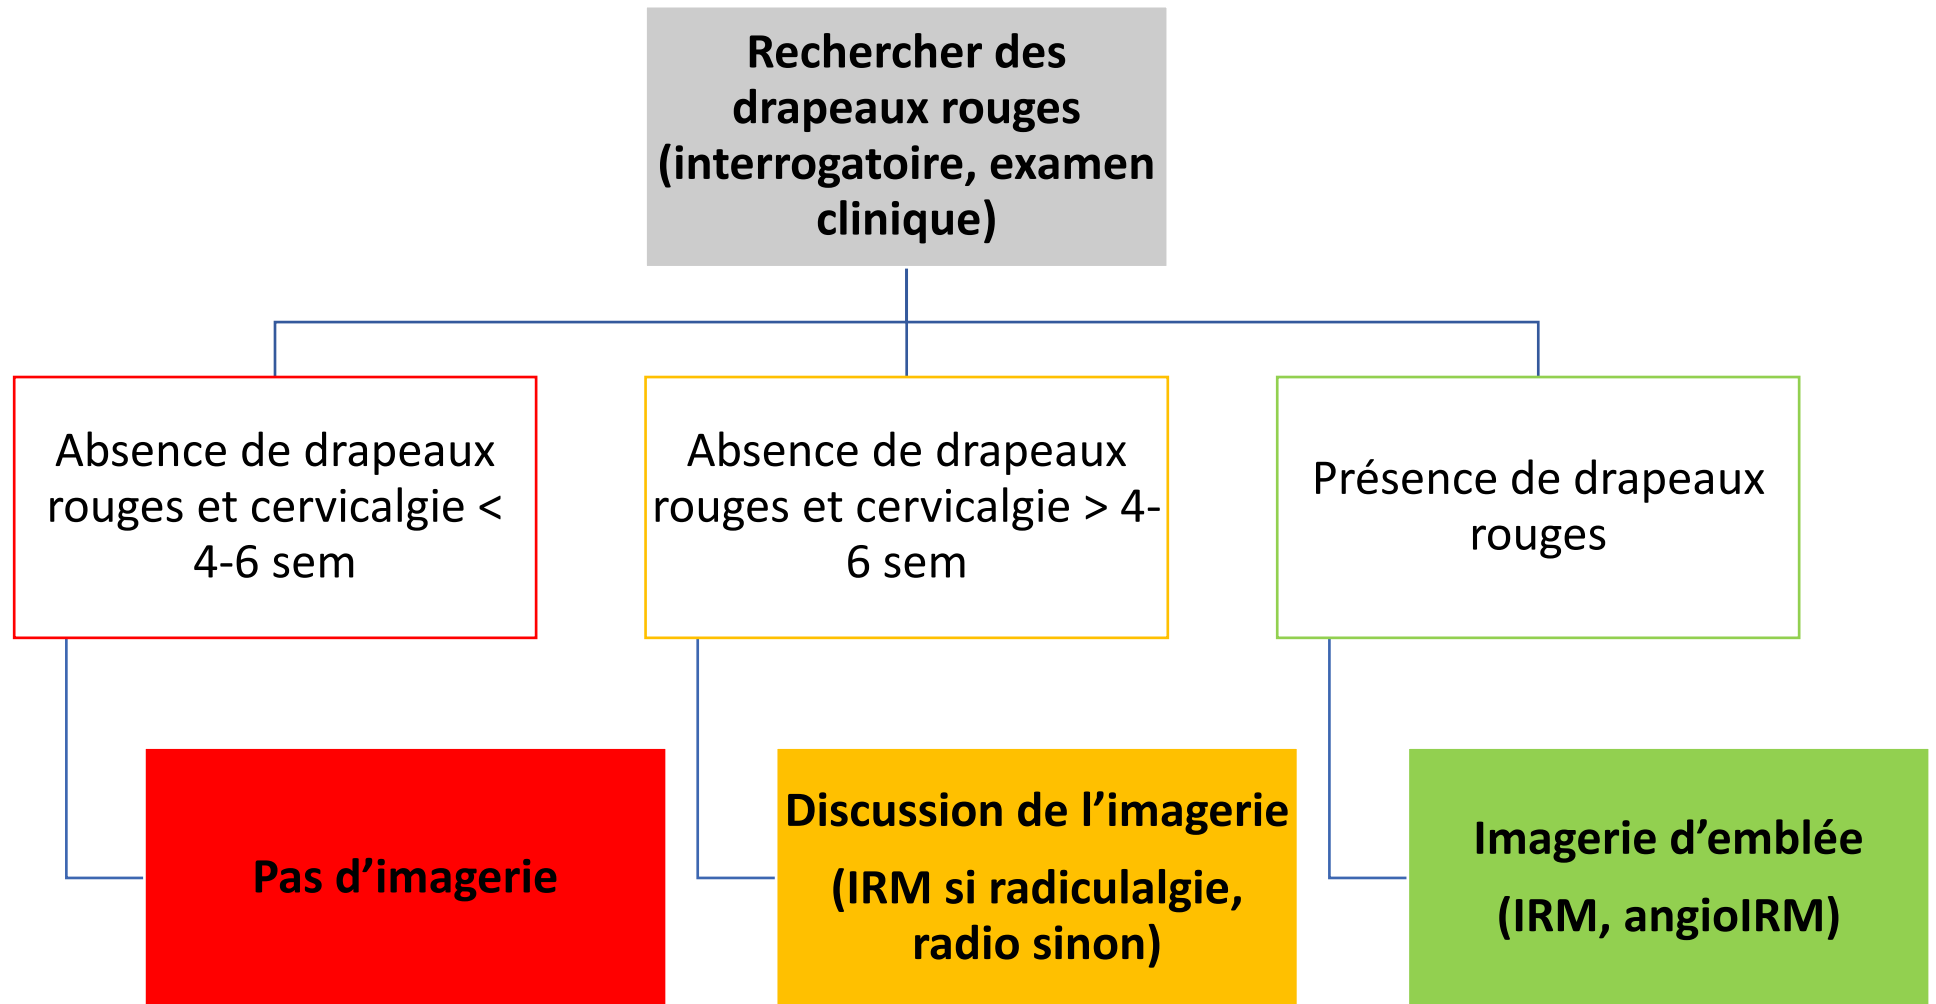 Rechercher des
drapeaux rouges
(interrogatoire, examen
clinique)
Absence de drapeaux
rouges et cervicalgie <
4-6 sem
Absence de drapeaux
rouges et cervicalgie > 4-
6 sem
Présence de drapeaux
rouges
Pas d’imagerie
Discussion de l’imagerie
(IRM si radiculalgie,
radio sinon)
Imagerie d’emblée
(IRM, angioIRM)